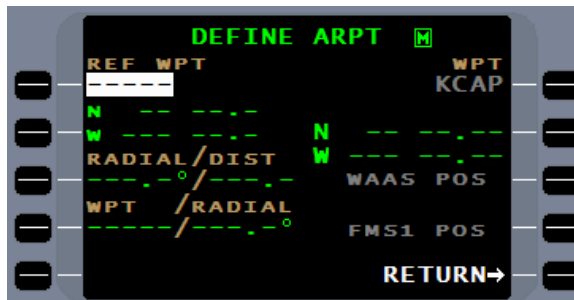 DEFINE ARPT M
REF WPT WPT
----- KCAP
N -- --.-
W --- --.- N -- --.--
RADIAL/DIST W --- --.--
---.-°/---.- WAAS POS
WPT /RADIAL
-----/---.-° FMS1 POS
RETURN→